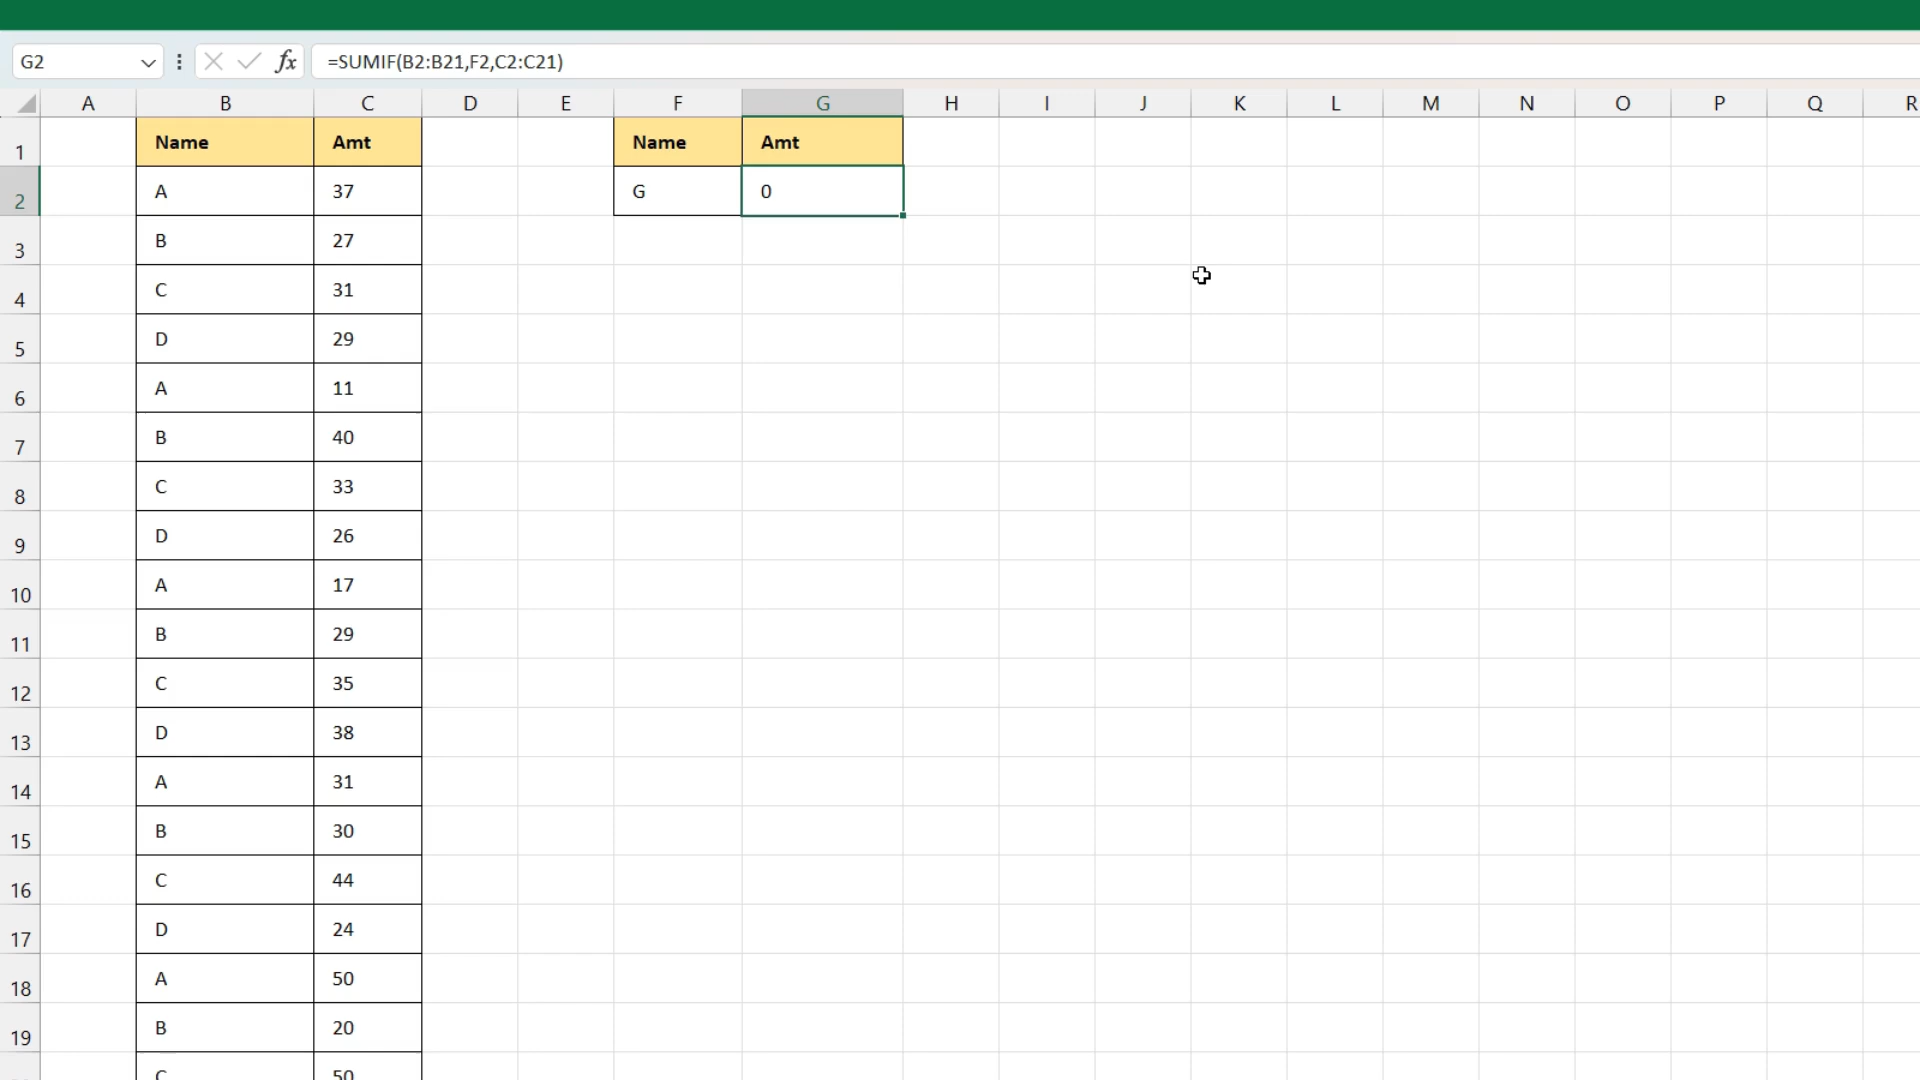 G2 fx =SUMIF(B2:B21,F2,C2:C21)
A B C D E F G H I J K L M N O P Q R
1 Name Amt Name Amt
2 A 37 G 0
3 B 27
4 C 31
5 D 29
6 A 11
7 B 40
8 C 33
9 D 26
10 A 17
11 B 29
12 C 35
13 D 38
14 A 31
15 B 30
16 C 44
17 D 24
18 A 50
19 B 20
C 50